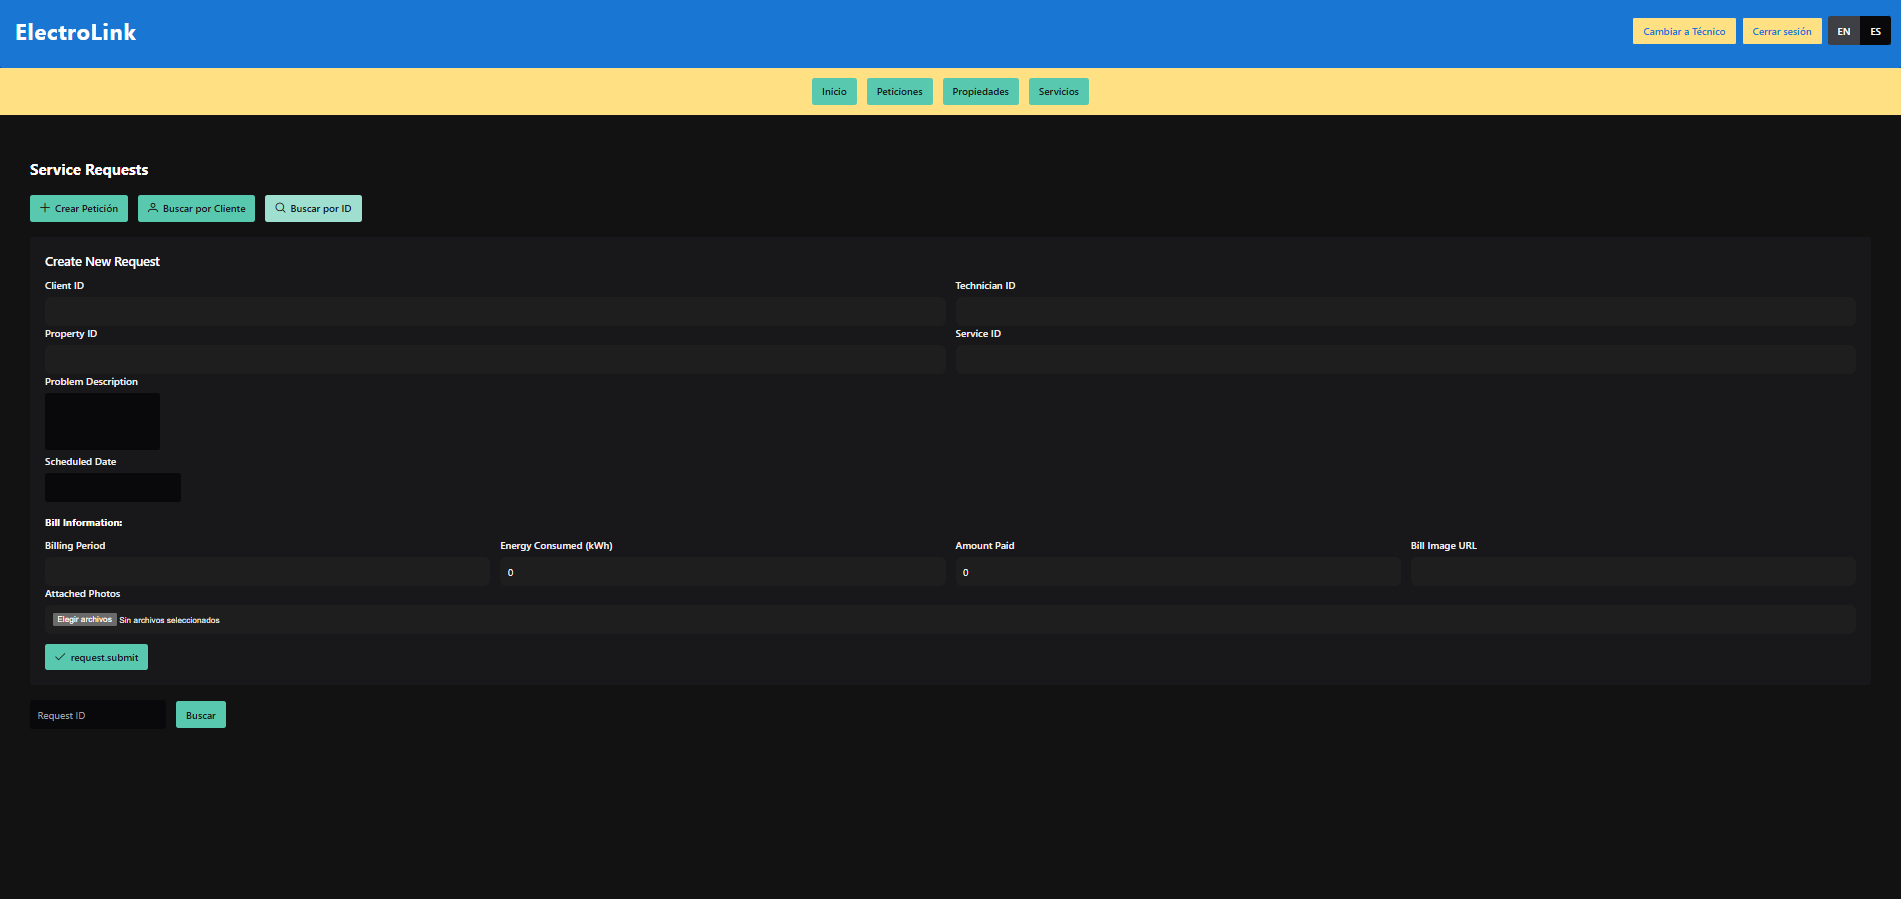 ElectroLink
Cambiar a Técnico
Cerrar sesión
EN
ES
Inicio
Peticiones
Propiedades
Servicios
Service Requests
Crear Petición
Buscar por Cliente
Buscar por ID
Create New Request
Client ID
Technician ID
Property ID
Service ID
Problem Description
Scheduled Date
Bill Information:
Billing Period
Energy Consumed (kWh)
Amount Paid
Bill Image URL
0
0
Attached Photos
Elegir archivos Sin archivos seleccionados
request.submit
Request ID
Buscar